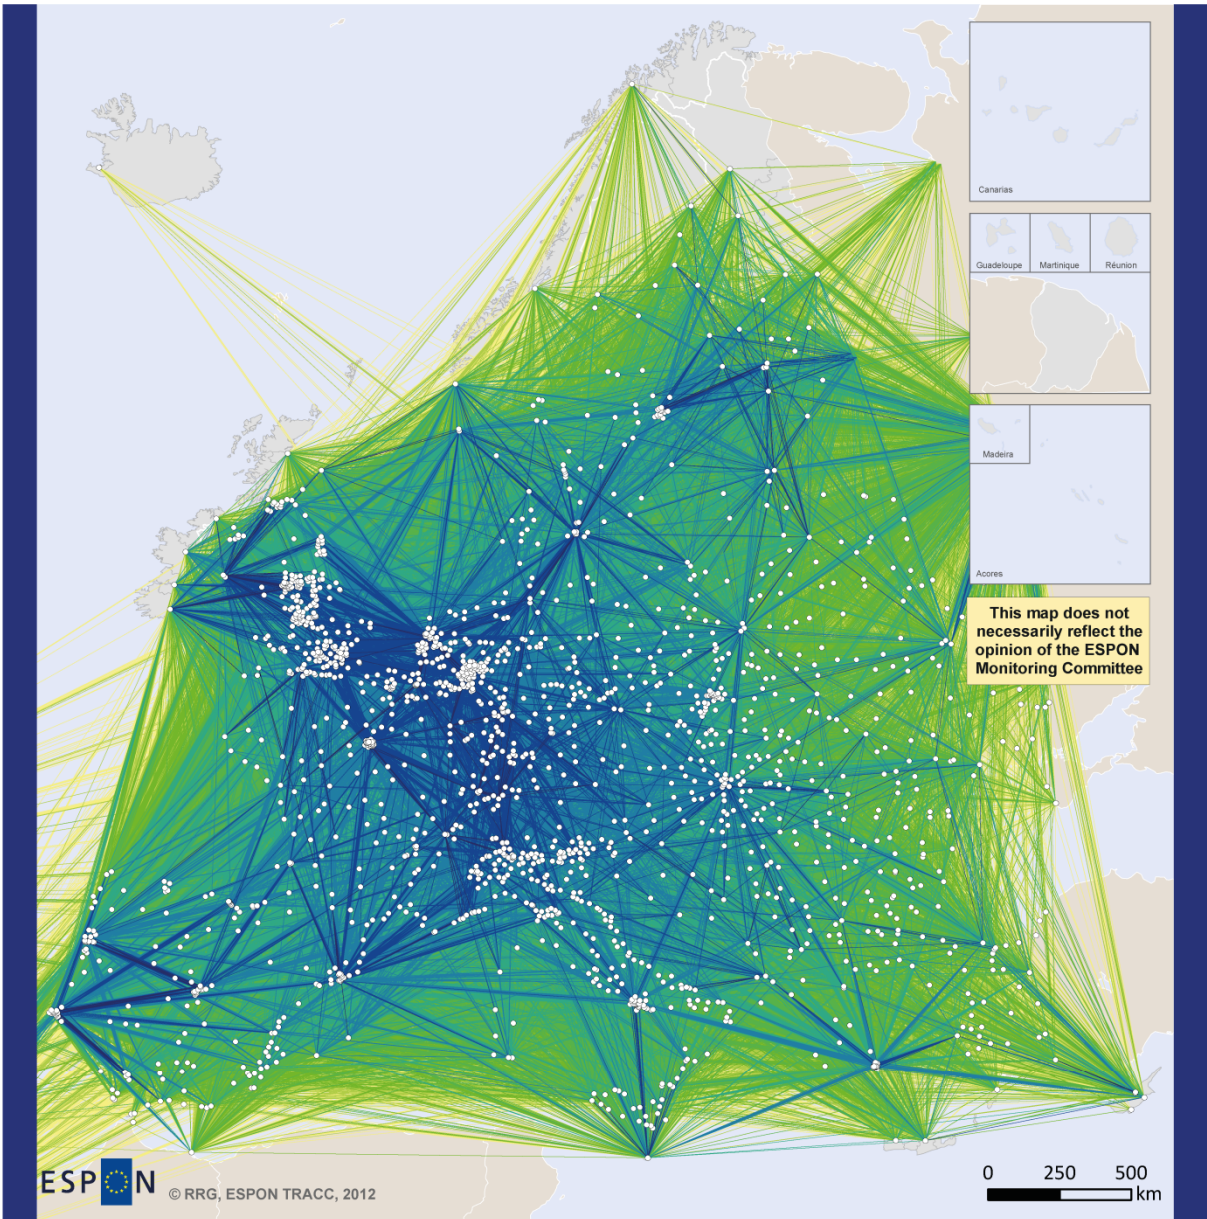 Canarias
Guadeloupe
Martinique
Réunion
Madeira
Acores
This map does not
necessarily reflect the
opinion of the ESPON
Monitoring Committee
ESPON
© RRG, ESPON TRACC, 2012
0 250 500
km